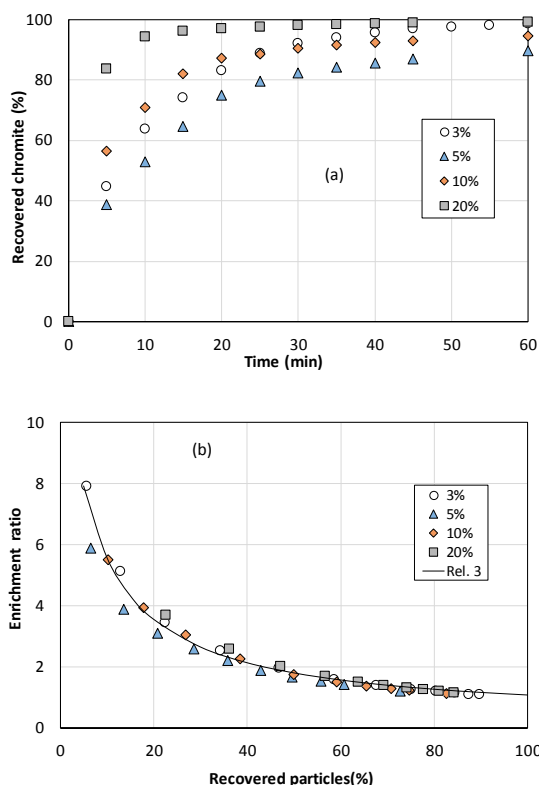 100
80
60
40
20
0
Recovered chromite (%)
(a)
3%
5%
10%
20%
0 10 20 30 40 50 60
Time (min)
10
8
6
4
2
0
Enrichment ratio
(b)
3%
5%
10%
20%
Rel. 3
0 20 40 60 80 100
Recovered particles(%)